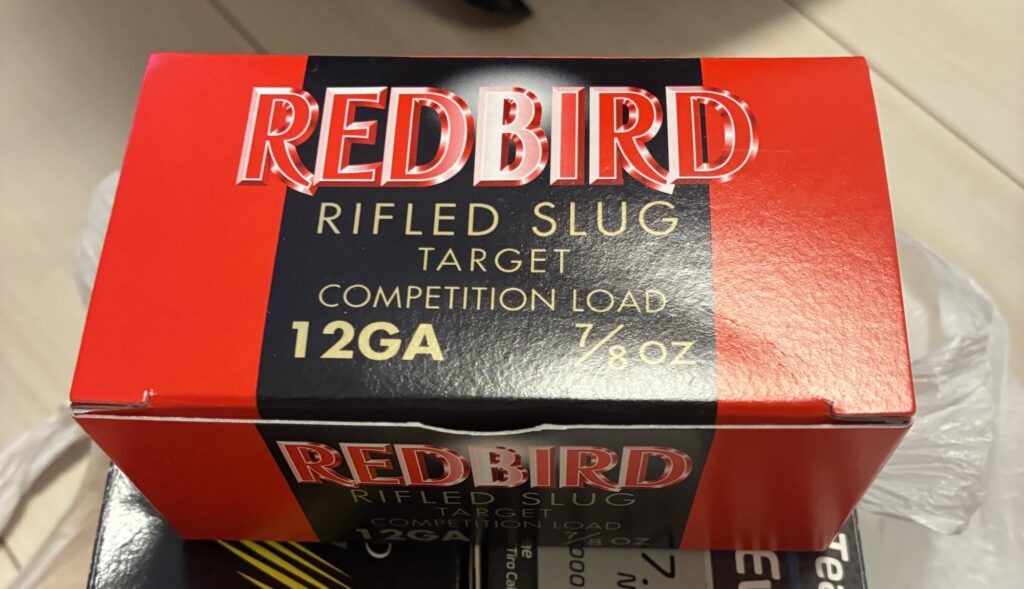 REDBIRD
RIFLED SLUG
TARGET
COMPETITION LOAD
12GA 7/8 OZ
REDBIRD
RIFLED SLUG
TARGET
COMPETITION LOAD
12GA 7/8 OZ